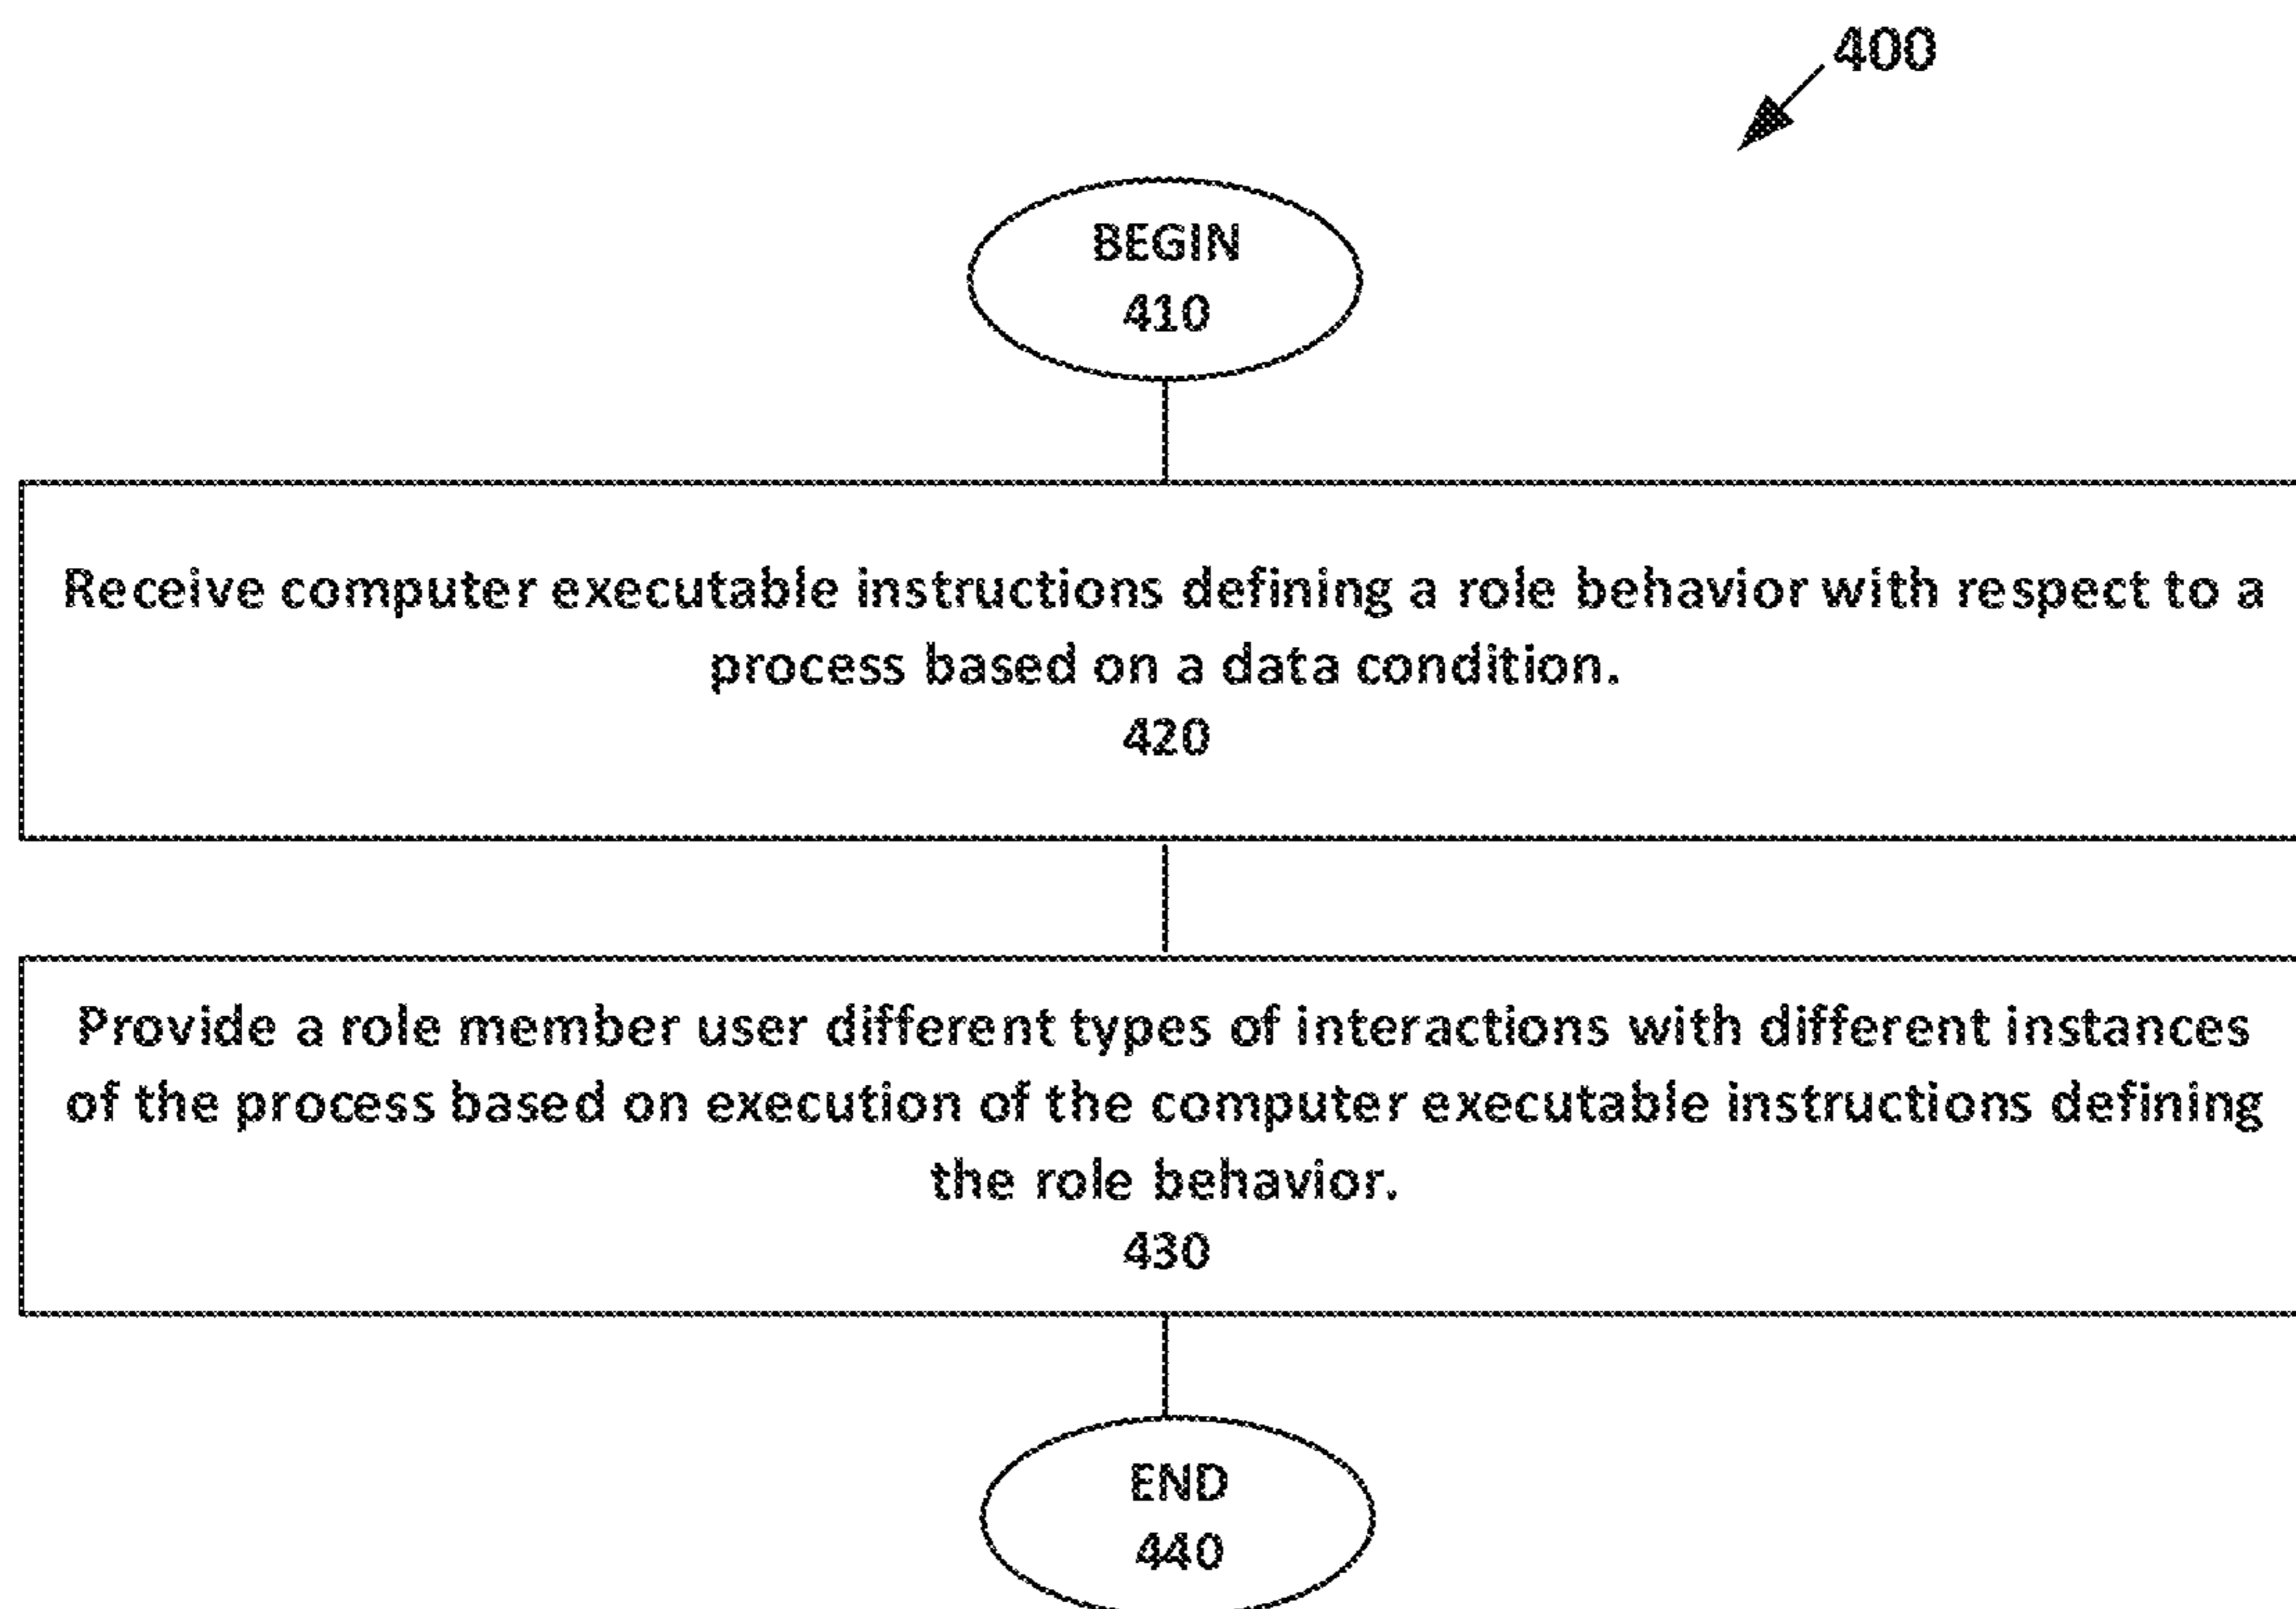 400
BEGIN
410
Receive computer executable instructions defining a role behavior with respect to a
process based on a data condition.
420
Provide a role member user different types of interactions with different instances
of the process based on execution of the computer executable instructions defining
the role behavior.
430
END
440